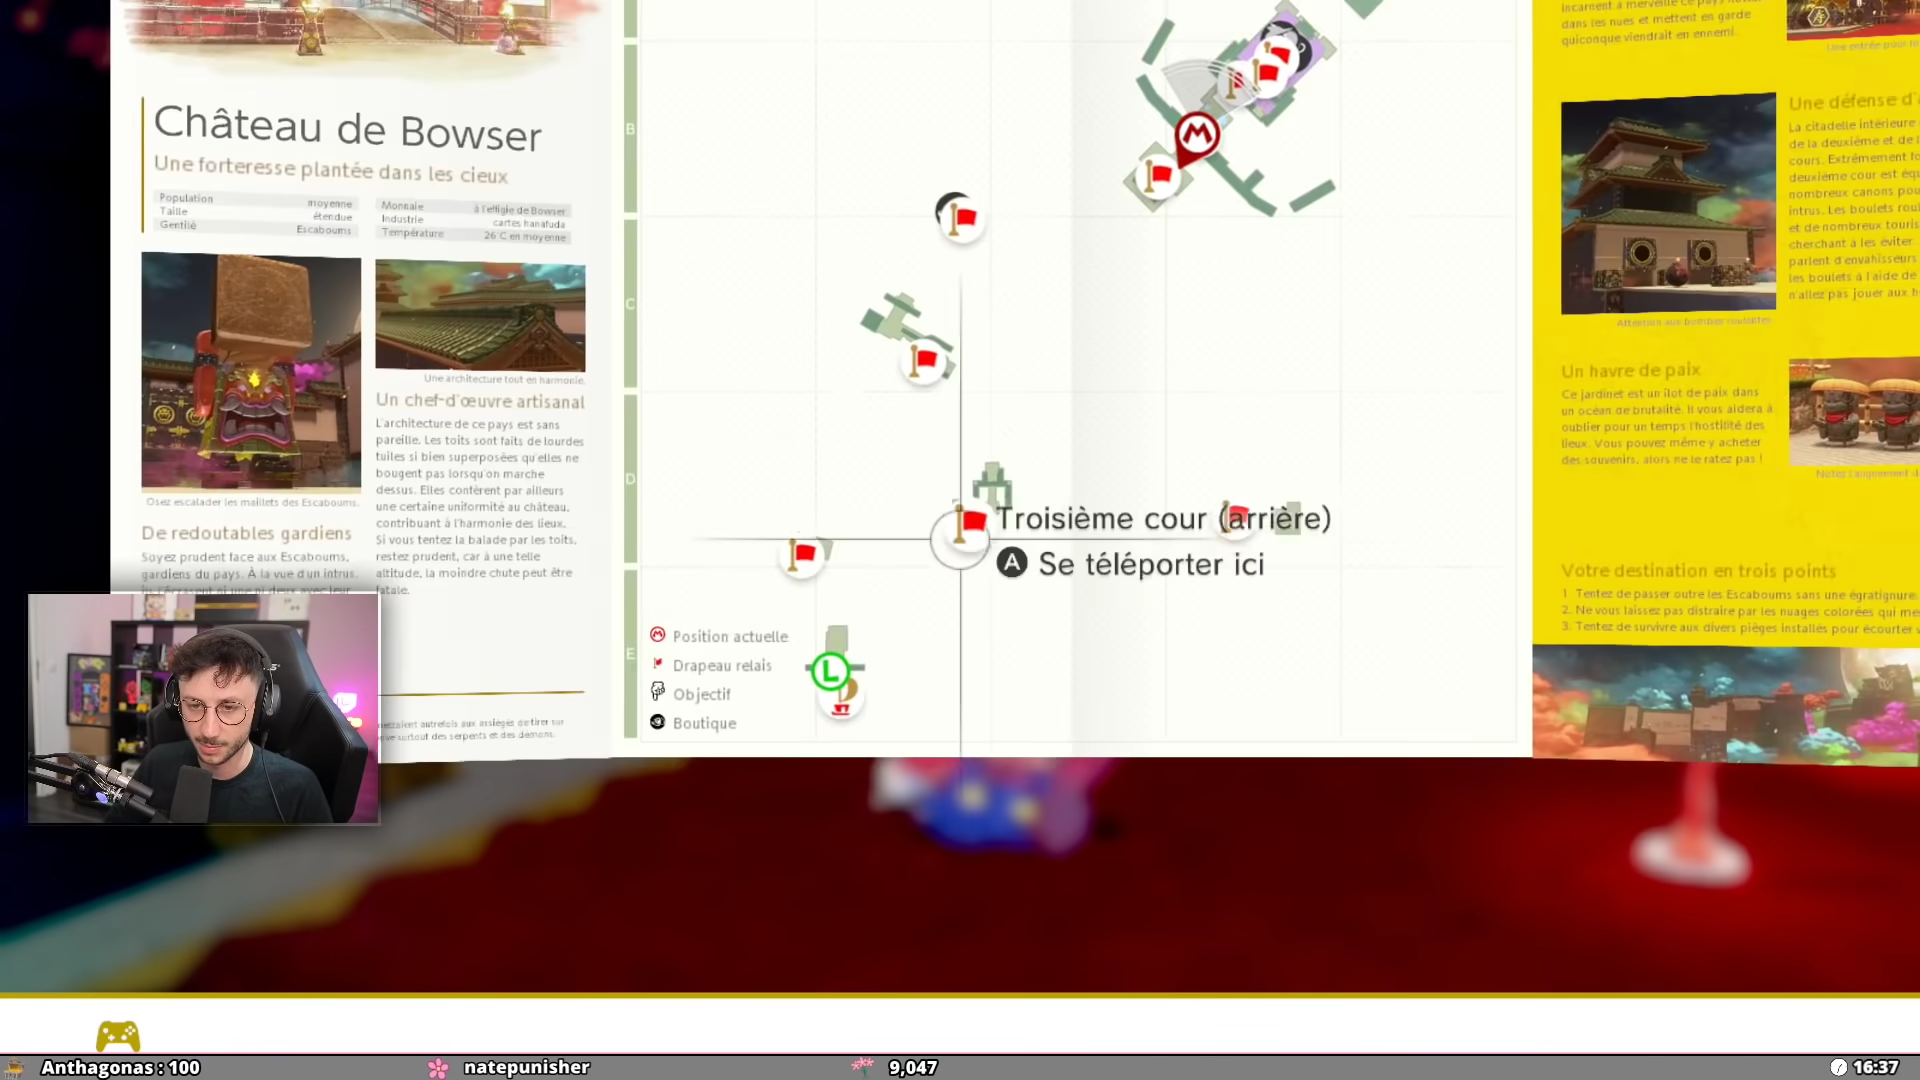 Château de Bowser
Une forteresse plantée dans les cieux
Population moyenne
Taille étendue
Gentilé Escaboums
Monnaie à l'effigie de Bowser
Industrie cartes hanafuda
Température 26°C en moyenne
Une architecture tout en harmonie.
Un chef-d'œuvre artisanal
L'architecture de ce pays est sans
pareille. Les toits sont faits de lourdes
tuiles si bien superposées qu'elles ne
bougent pas lorsqu'on marche
dessus. Elles confèrent par ailleurs
une certaine uniformité au château,
contribuant à l'harmonie des lieux.
Si vous tentez la balade par les toits,
restez prudent, car à une telle
altitude, la moindre chute peut être
fatale.
Osez escalader les maillets des Escaboums.
De redoutables gardiens
Soyez prudent face aux Escaboums,
gardiens du pays. À la vue d'un intrus,
B
C
D
E
Troisième cour (arrière)
A Se téléporter ici
Position actuelle
Drapeau relais
Objectif
Boutique
L
incarnent à merveille ce pays
dans les nues et mettent en garde
quiconque viendrait en ennemi.
Une entrée pour
Une défense d'
La citadelle intérieure
de la deuxième et de
cours. Extrêmement
deuxième cour est
nombreux canons
intrus. Les boulets
et de nombreux
cherchant à les éviter
parlent d'envahisseurs
les boulets à l'aide de
n'allez pas jouer aux
Attention aux bombes roulantes.
Un havre de paix
Ce jardinet est un îlot de paix dans
un océan de brutalité. Il vous aidera à
oublier pour un temps l'hostilité des
lieux. Vous pouvez même y acheter
des souvenirs, alors ne le ratez pas !
Notez l'alignement
Votre destination en trois points
1 Tentez de passer outre les Escaboums sans une égratignure.
2. Ne vous laissez pas distraire par les nuages colorées qui
3. Tentez de survivre aux divers pièges installés pour écourter
Anthagonas : 100
natepunisher
9,047
16:37